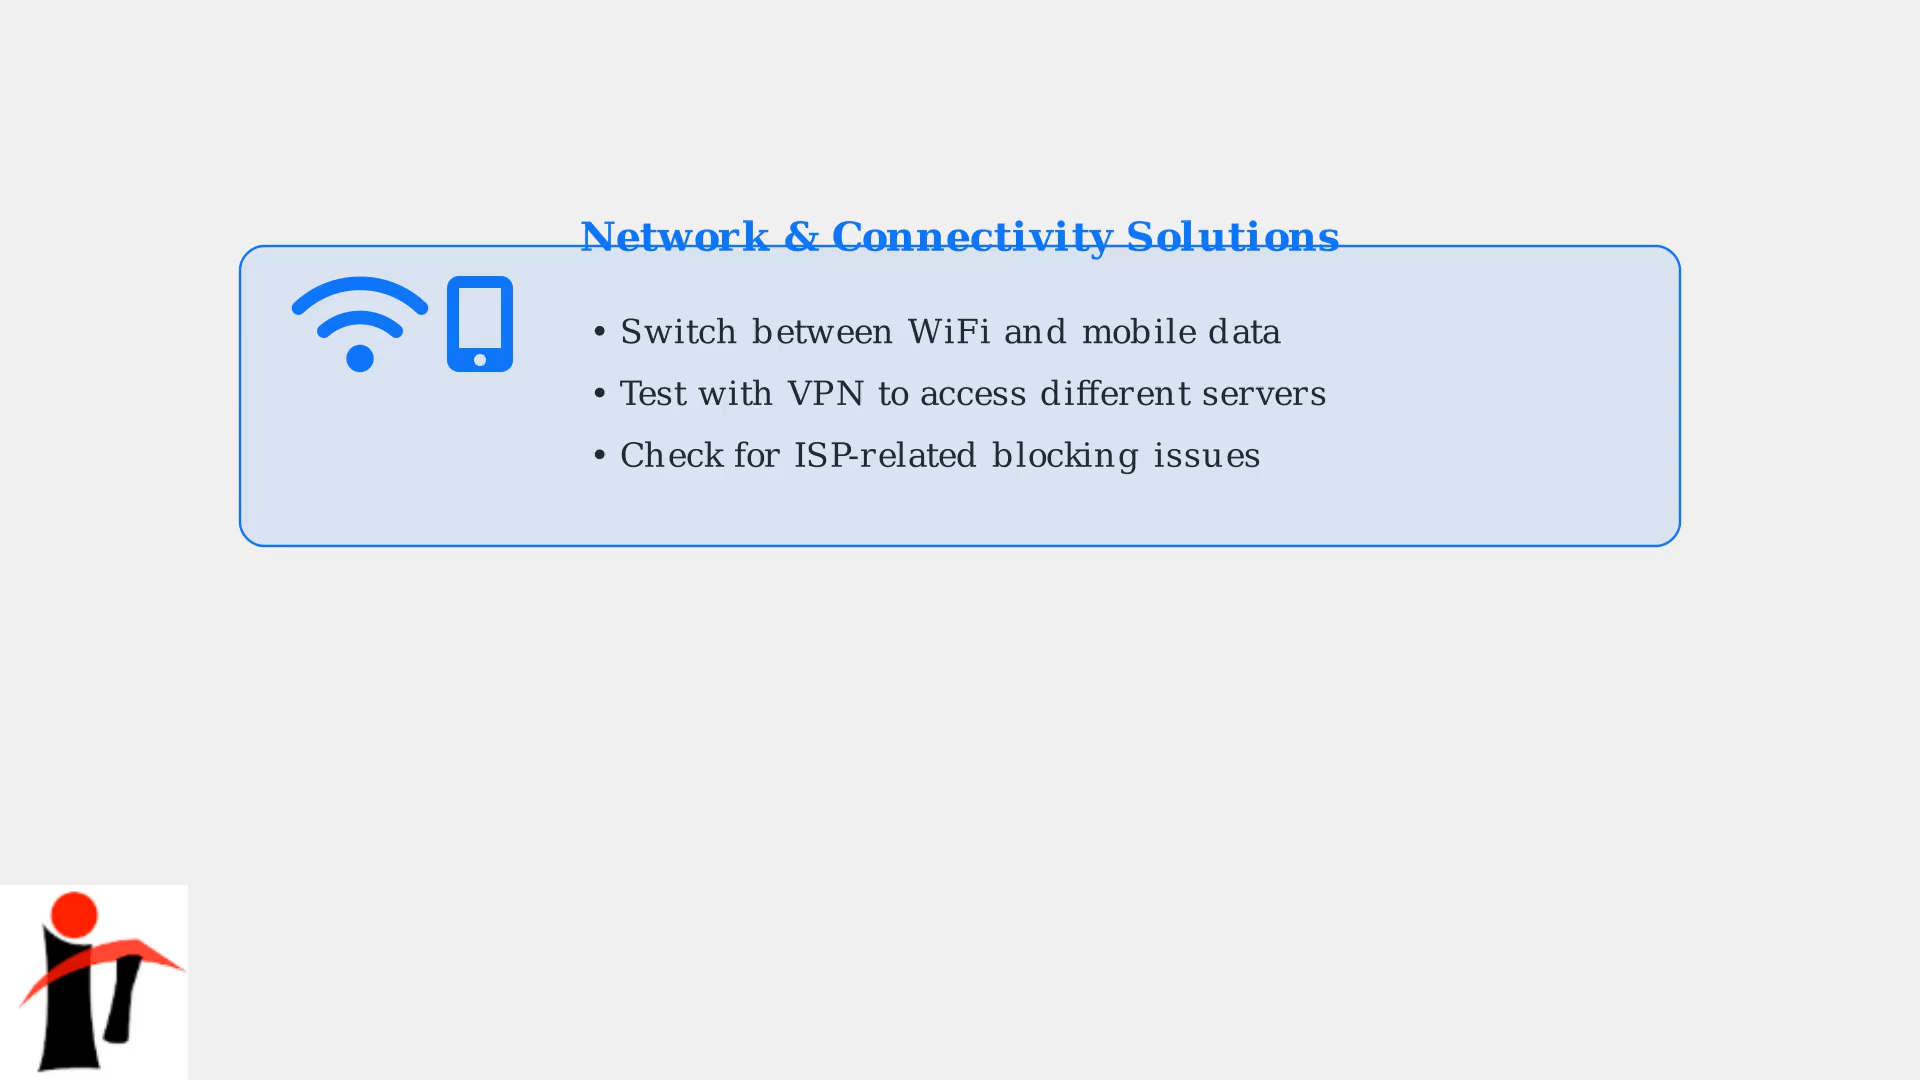 Network & Connectivity Solutions
• Switch between WiFi and mobile data
• Test with VPN to access different servers
• Check for ISP-related blocking issues